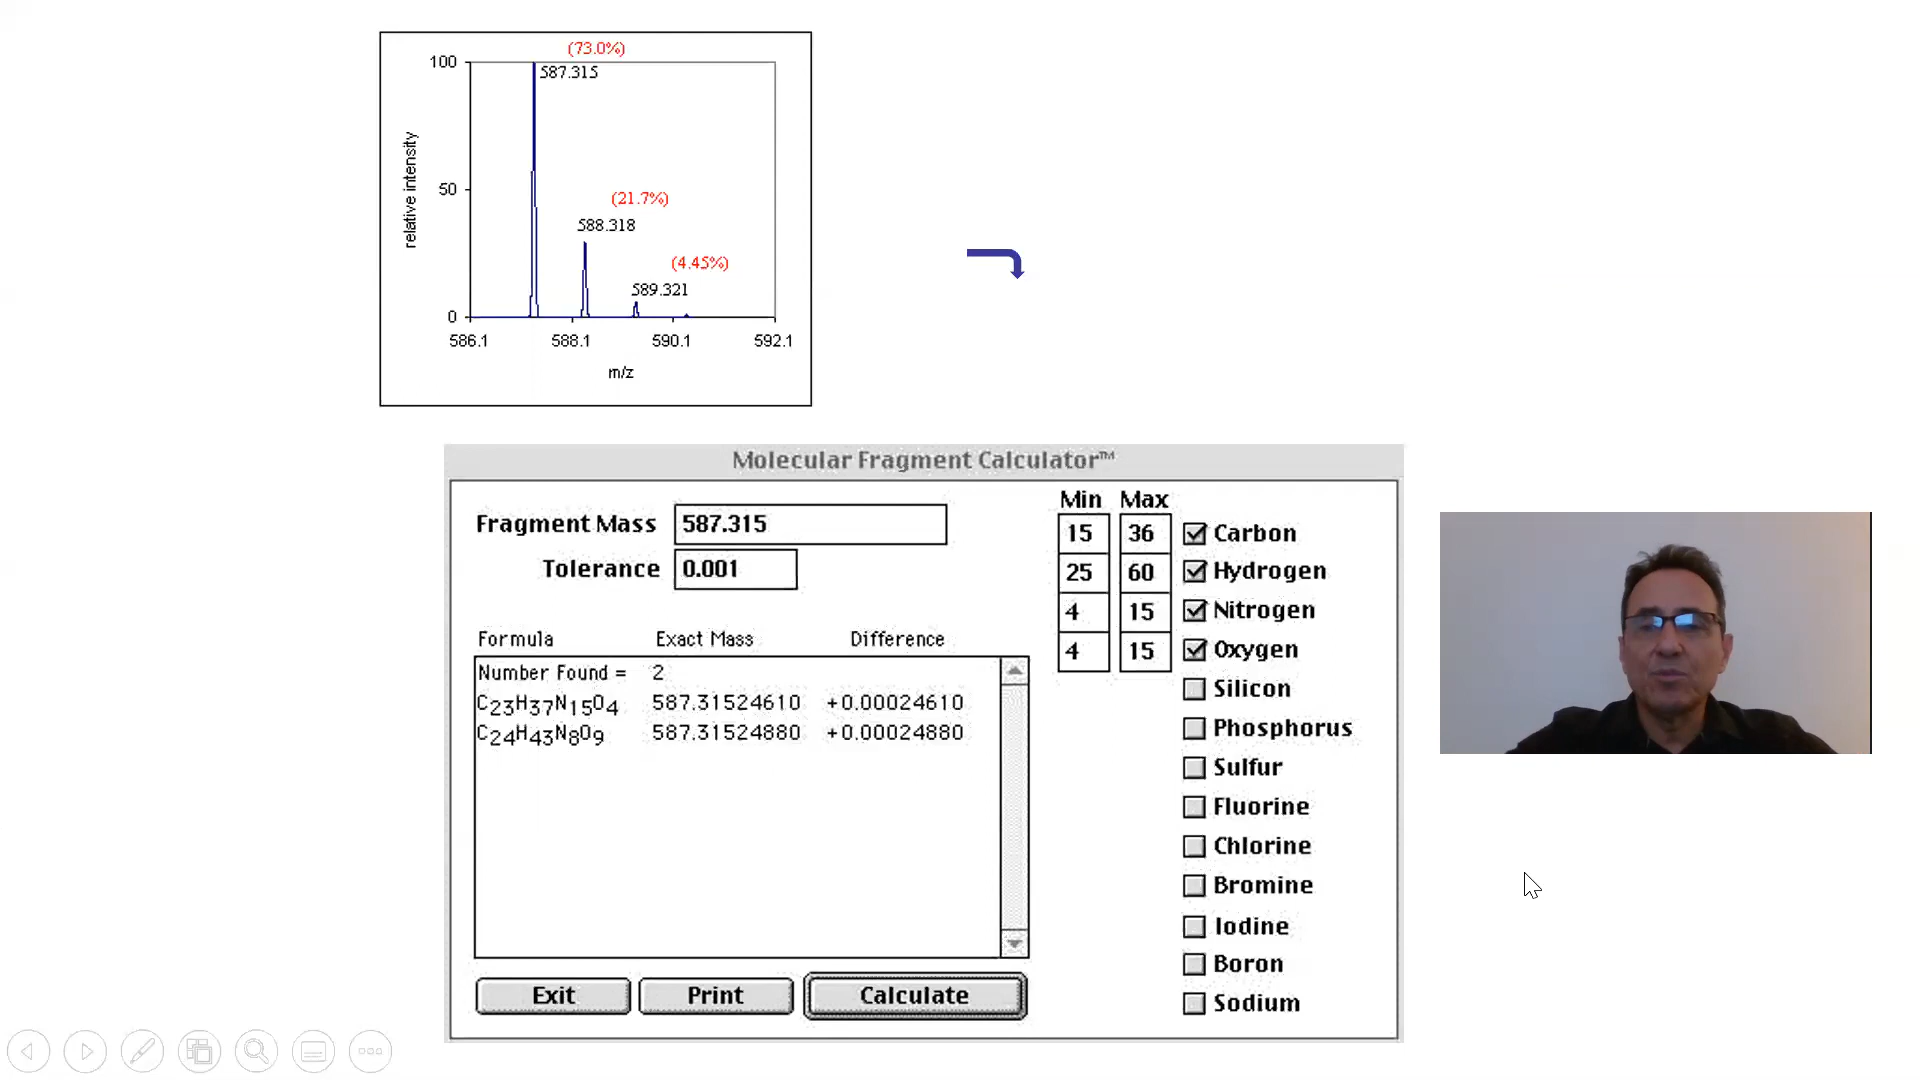 (73.0%)
100
587.315
(21.7%)
50
588.318
(4.45%)
589.321
relative intensity
0
586.1 588.1 590.1 592.1
m/z
Molecular Fragment Calculator™
Fragment Mass 587.315
Tolerance 0.001
Min Max
15 36 Carbon
25 60 Hydrogen
4 15 Nitrogen
4 15 Oxygen
Silicon
Phosphorus
Sulfur
Fluorine
Chlorine
Bromine
Iodine
Boron
Sodium
Formula Exact Mass Difference
Number Found = 2
C23H37N15O4 587.31524610 +0.00024610
C24H43N8O9 587.31524880 +0.00024880
Exit Print Calculate